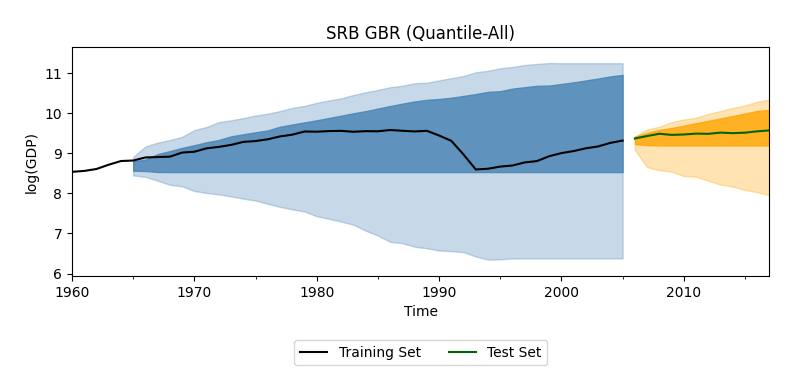 SRB GBR (Quantile-All)
log(GDP)
11
10
9
8
7
6
1960 1970 1980 1990 2000 2010
Time
Training Set Test Set